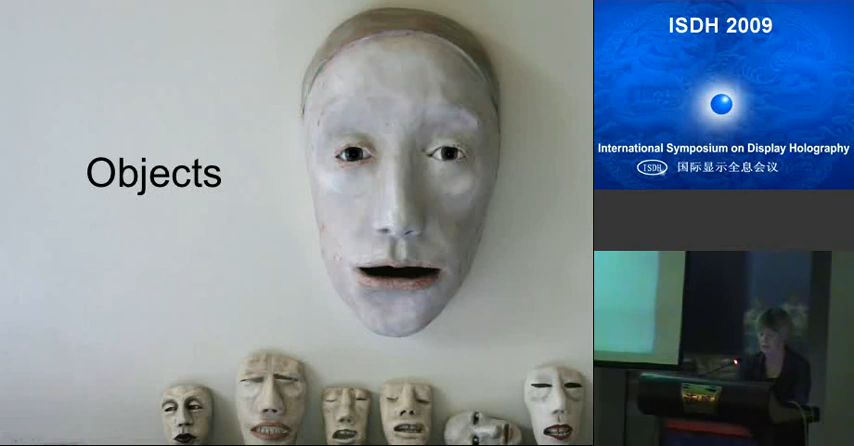 Objects
ISDH 2009
International Symposium on Display Holography
ISDH 国际显示全息会议